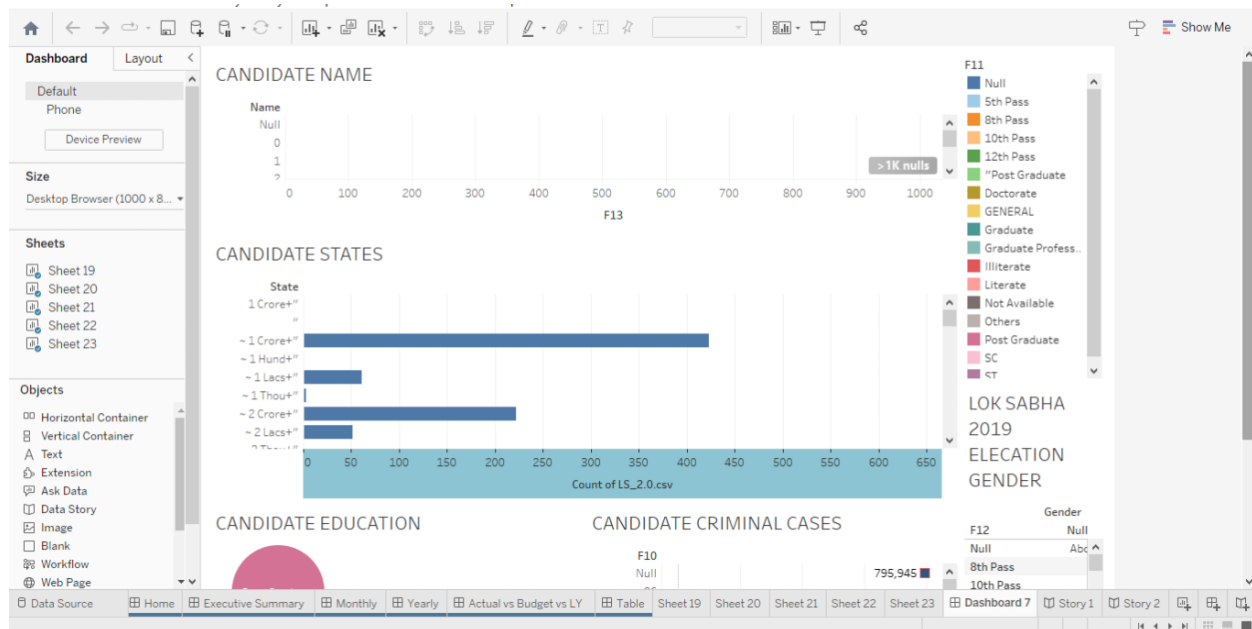 Show Me
Dashboard
Layout
Default
Phone
Device Preview
Size
Desktop Browser (1000 x 8...
Sheets
Sheet 19
Sheet 20
Sheet 21
Sheet 22
Sheet 23
Objects
Horizontal Container
Vertical Container
Text
Extension
Ask Data
Data Story
Image
Blank
Workflow
Web Page
CANDIDATE NAME
Name
Null
0
1
>1K nulls
0 100 200 300 400 500 600 700 800 900 1000
F13
CANDIDATE STATES
State
1 Crore+"
"
~ 1 Crore+"
~ 1 Hund+"
~ 1 Lacs+"
~ 1 Thou+"
~ 2 Crore+"
~ 2 Lacs+"
0 50 100 150 200 250 300 350 400 450 500 550 600 650
Count of LS_2.0.csv
CANDIDATE EDUCATION
CANDIDATE CRIMINAL CASES
F10
Null
795,945
F11
Null
5th Pass
8th Pass
10th Pass
12th Pass
"Post Graduate
Doctorate
GENERAL
Graduate
Graduate Profess..
Illiterate
Literate
Not Available
Others
Post Graduate
SC
ST
LOK SABHA
2019
ELECATION
GENDER
Gender
F12 Null
Null Abc
8th Pass
10th Pass
Data Source Home Executive Summary Monthly Yearly Actual vs Budget vs LY Table Sheet 19 Sheet 20 Sheet 21 Sheet 22 Sheet 23 Dashboard 7 Story 1 Story 2